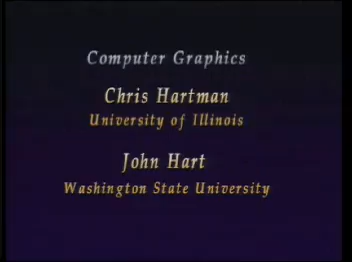 Computer Graphics
Chris Hartman
University of Illinois
John Hart
Washington State University